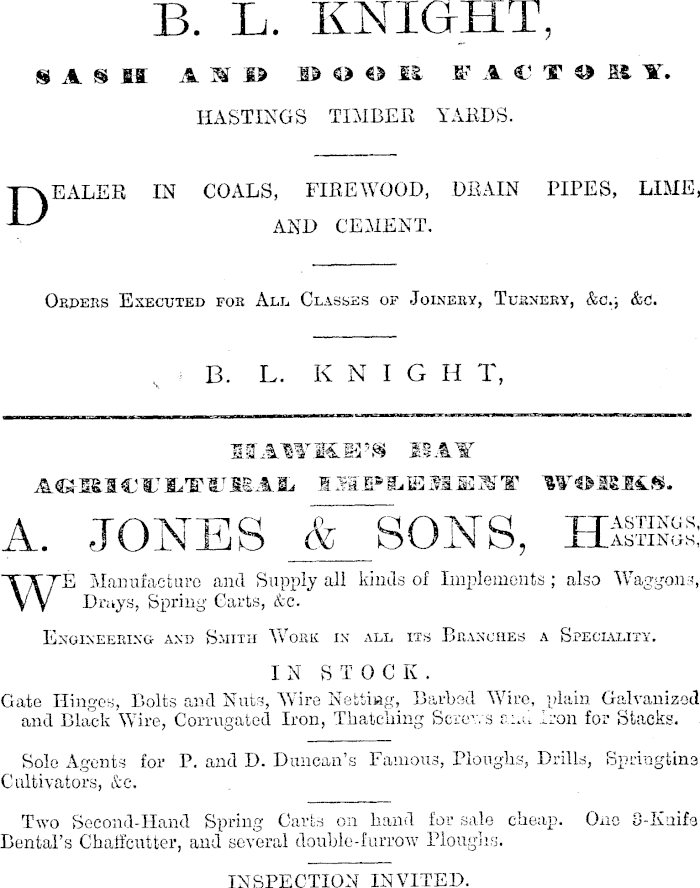 B. L. KNIGHT,
SASH AND DOOR FACTORY.
HASTINGS TIMBER YARDS.
DEALER IN COALS, FIREWOOD, DRAIN PIPES, LIME,
AND CEMENT.
ORDERS EXECUTED FOR ALL CLASSES OF JOINERY, TURNERY, &C.; &C.
B. L. KNIGHT,
HAWKE'S BAY
AGRICULTURAL IMPLEMENT WORKS.
A. JONES & SONS, HASTINGS,
HASTINGS,
WE Manufacture and Supply all kinds of Implements; also Waggons,
Drays, Spring Carts, &c.
ENGINEERING AND SMITH WORK IN ALL ITS BRANCHES A SPECIALITY.
IN STOCK.
Gate Hinges, Bolts and Nuts, Wire Netting, Barbed Wire, plain Galvanized
and Black Wire, Corrugated Iron, Thatching Screws and Iron for Stacks.
Sole Agents for P. and D. Duncan's Famous, Ploughs, Drills, Springtine
Cultivators, &c.
Two Second-Hand Spring Carts on hand for sale cheap. One 3-Knife
Bental's Chaffcutter, and several double-furrow Ploughs.
INSPECTION INVITED.